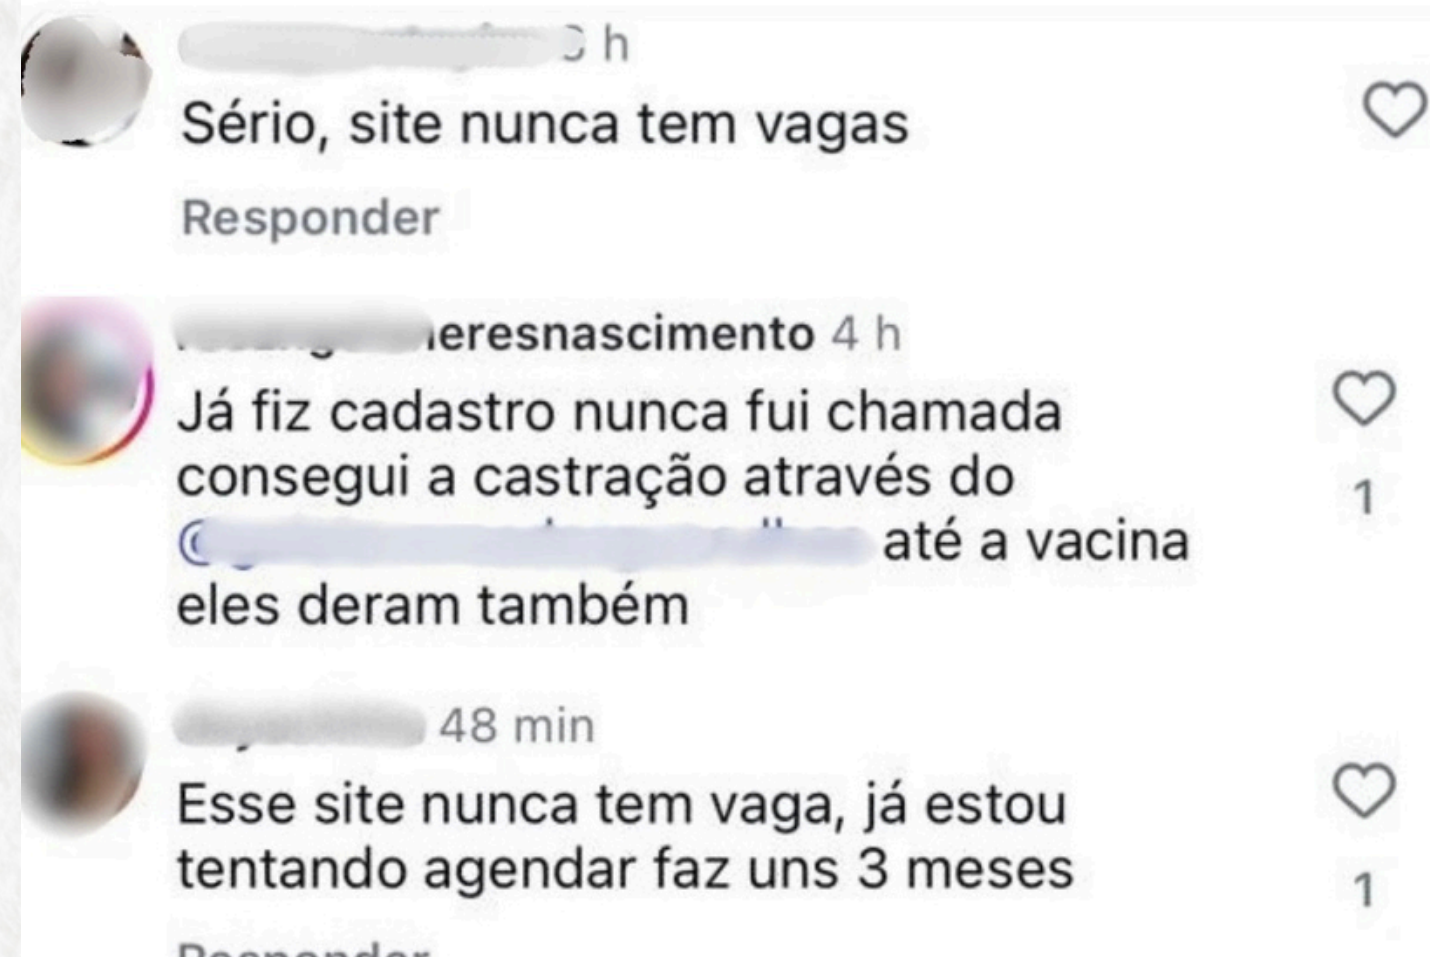 h
Sério, site nunca tem vagas
Responder
eresnascimento 4 h
Já fiz cadastro nunca fui chamada
1
consegui a castração através do
até a vacina
eles deram também
48 min
Esse site nunca tem vaga, já estou
tentando agendar faz uns 3 meses
1
Responder